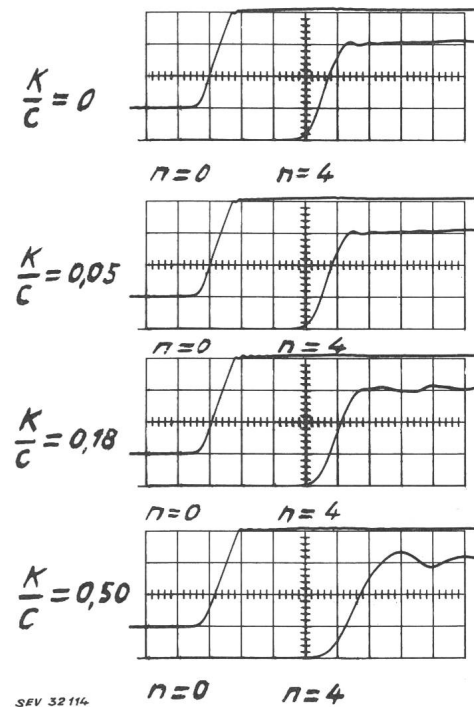 K/C = 0
n = 0 n = 4
K/C = 0,05
n = 0 n = 4
K/C = 0,18
n = 0 n = 4
K/C = 0,50
n = 0 n = 4
SEV 32114